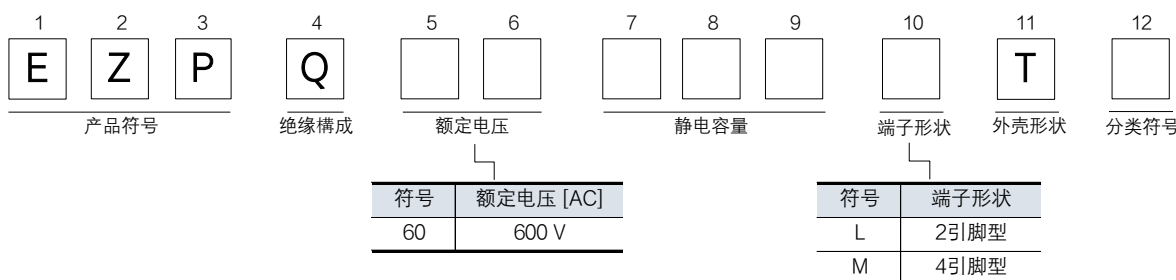 1 2 3 4 5 6 7 8 9 10 11 12
E Z P Q T
产品符号 绝缘構成 额定电压 静电容量 端子形状 外壳形状 分类符号
符号 额定电压 [AC]
60 600 V
符号 端子形状
L 2引脚型
M 4引脚型